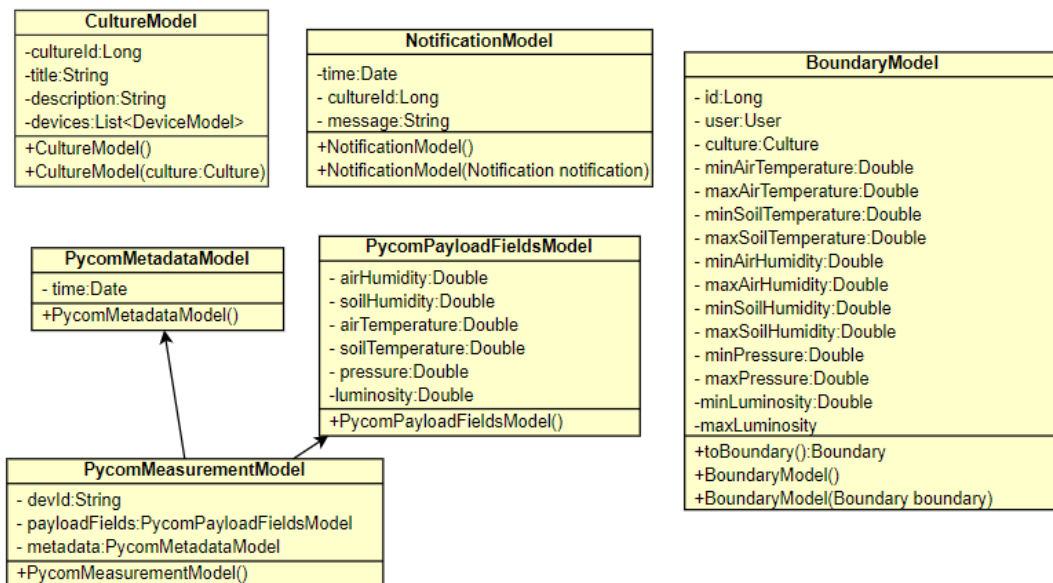 CultureModel
-cultureId:Long
-title:String
-description:String
-devices:List<DeviceModel>
+CultureModel()
+CultureModel(culture:Culture)
NotificationModel
-time:Date
- cultureId:Long
- message:String
+NotificationModel()
+NotificationModel(Notification notification)
BoundaryModel
- id:Long
- user:User
- culture:Culture
- minAirTemperature:Double
- maxAirTemperature:Double
- minSoilTemperature:Double
- maxSoilTemperature:Double
- minAirHumidity:Double
- maxAirHumidity:Double
- minSoilHumidity:Double
- maxSoilHumidity:Double
- minPressure:Double
- maxPressure:Double
-minLuminosity:Double
-maxLuminosity
+toBoundary():Boundary
+BoundaryModel()
+BoundaryModel(Boundary boundary)
PycomMetadataModel
- time:Date
+PycomMetadataModel()
PycomPayloadFieldsModel
- airHumidity:Double
- soilHumidity:Double
- airTemperature:Double
- soilTemperature:Double
- pressure:Double
-luminosity:Double
+PycomPayloadFieldsModel()
PycomMeasurementModel
- devId:String
- payloadFields:PycomPayloadFieldsModel
- metadata:PycomMetadataModel
+PycomMeasurementModel()